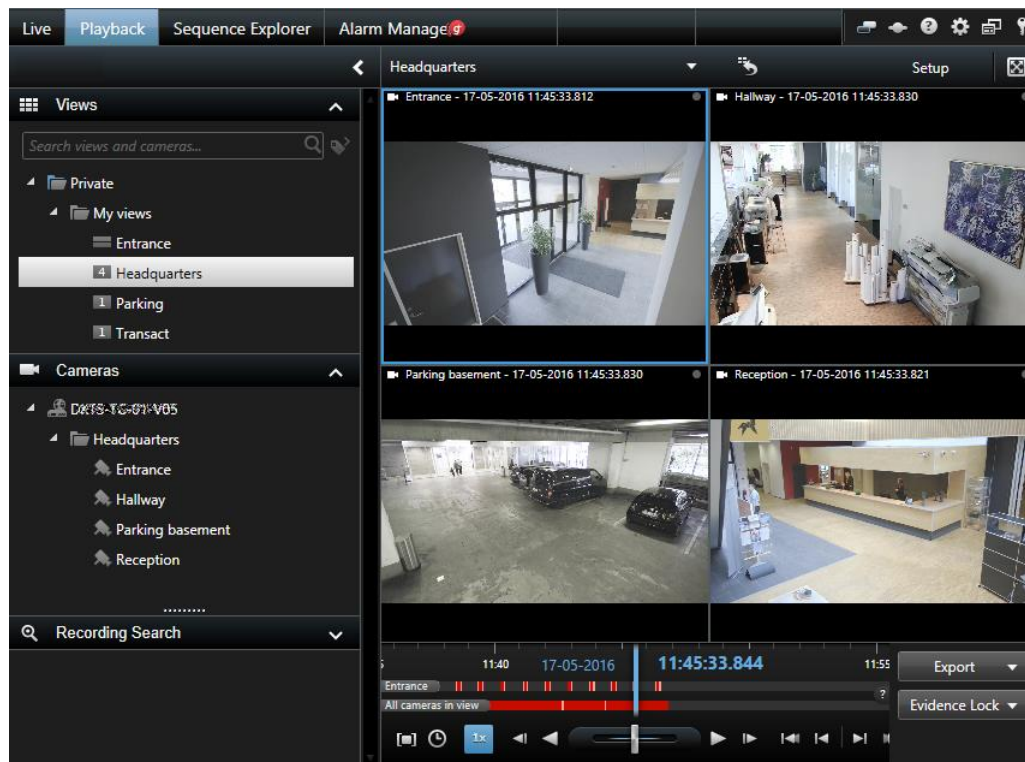 Live Playback Sequence Explorer Alarm Manager 9
Headquarters Setup
Views
Search views and cameras...
Private
My views
Entrance
4 Headquarters
1 Parking
1 Transact
Cameras
Headquarters
Entrance
Hallway
Parking basement
Reception
Recording Search
Entrance - 17-05-2016 11:45:33.812
Hallway - 17-05-2016 11:45:33.830
Parking basement - 17-05-2016 11:45:33.830
Reception - 17-05-2016 11:45:33.821
11:40 17-05-2016 11:45:33.844 11:55
Entrance
All cameras in view
?
1x
Export
Evidence Lock